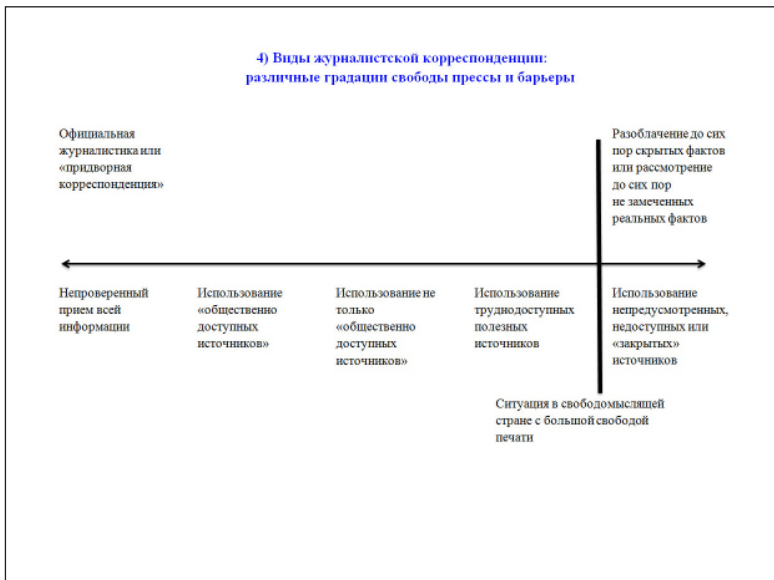 4) Виды журналистской корреспонденции:
различные градации свободы прессы и барьеры
Официальная
журналистика или
«придворная
корреспонденция»
Разоблачение до сих
пор скрытых фактов
или рассмотрение
до сих пор
не замеченных
реальных фактов
Непроверенный
прием всей
информации
Использование
«общественно
доступных
источников»
Использование не
только
«общественно
доступных
источников»
Использование
труднодоступных
полезных
источников
Использование
непредусмотренных,
недоступных или
«закрытых»
источников
Ситуация в свободомыслящей
стране с большой свободой
печати